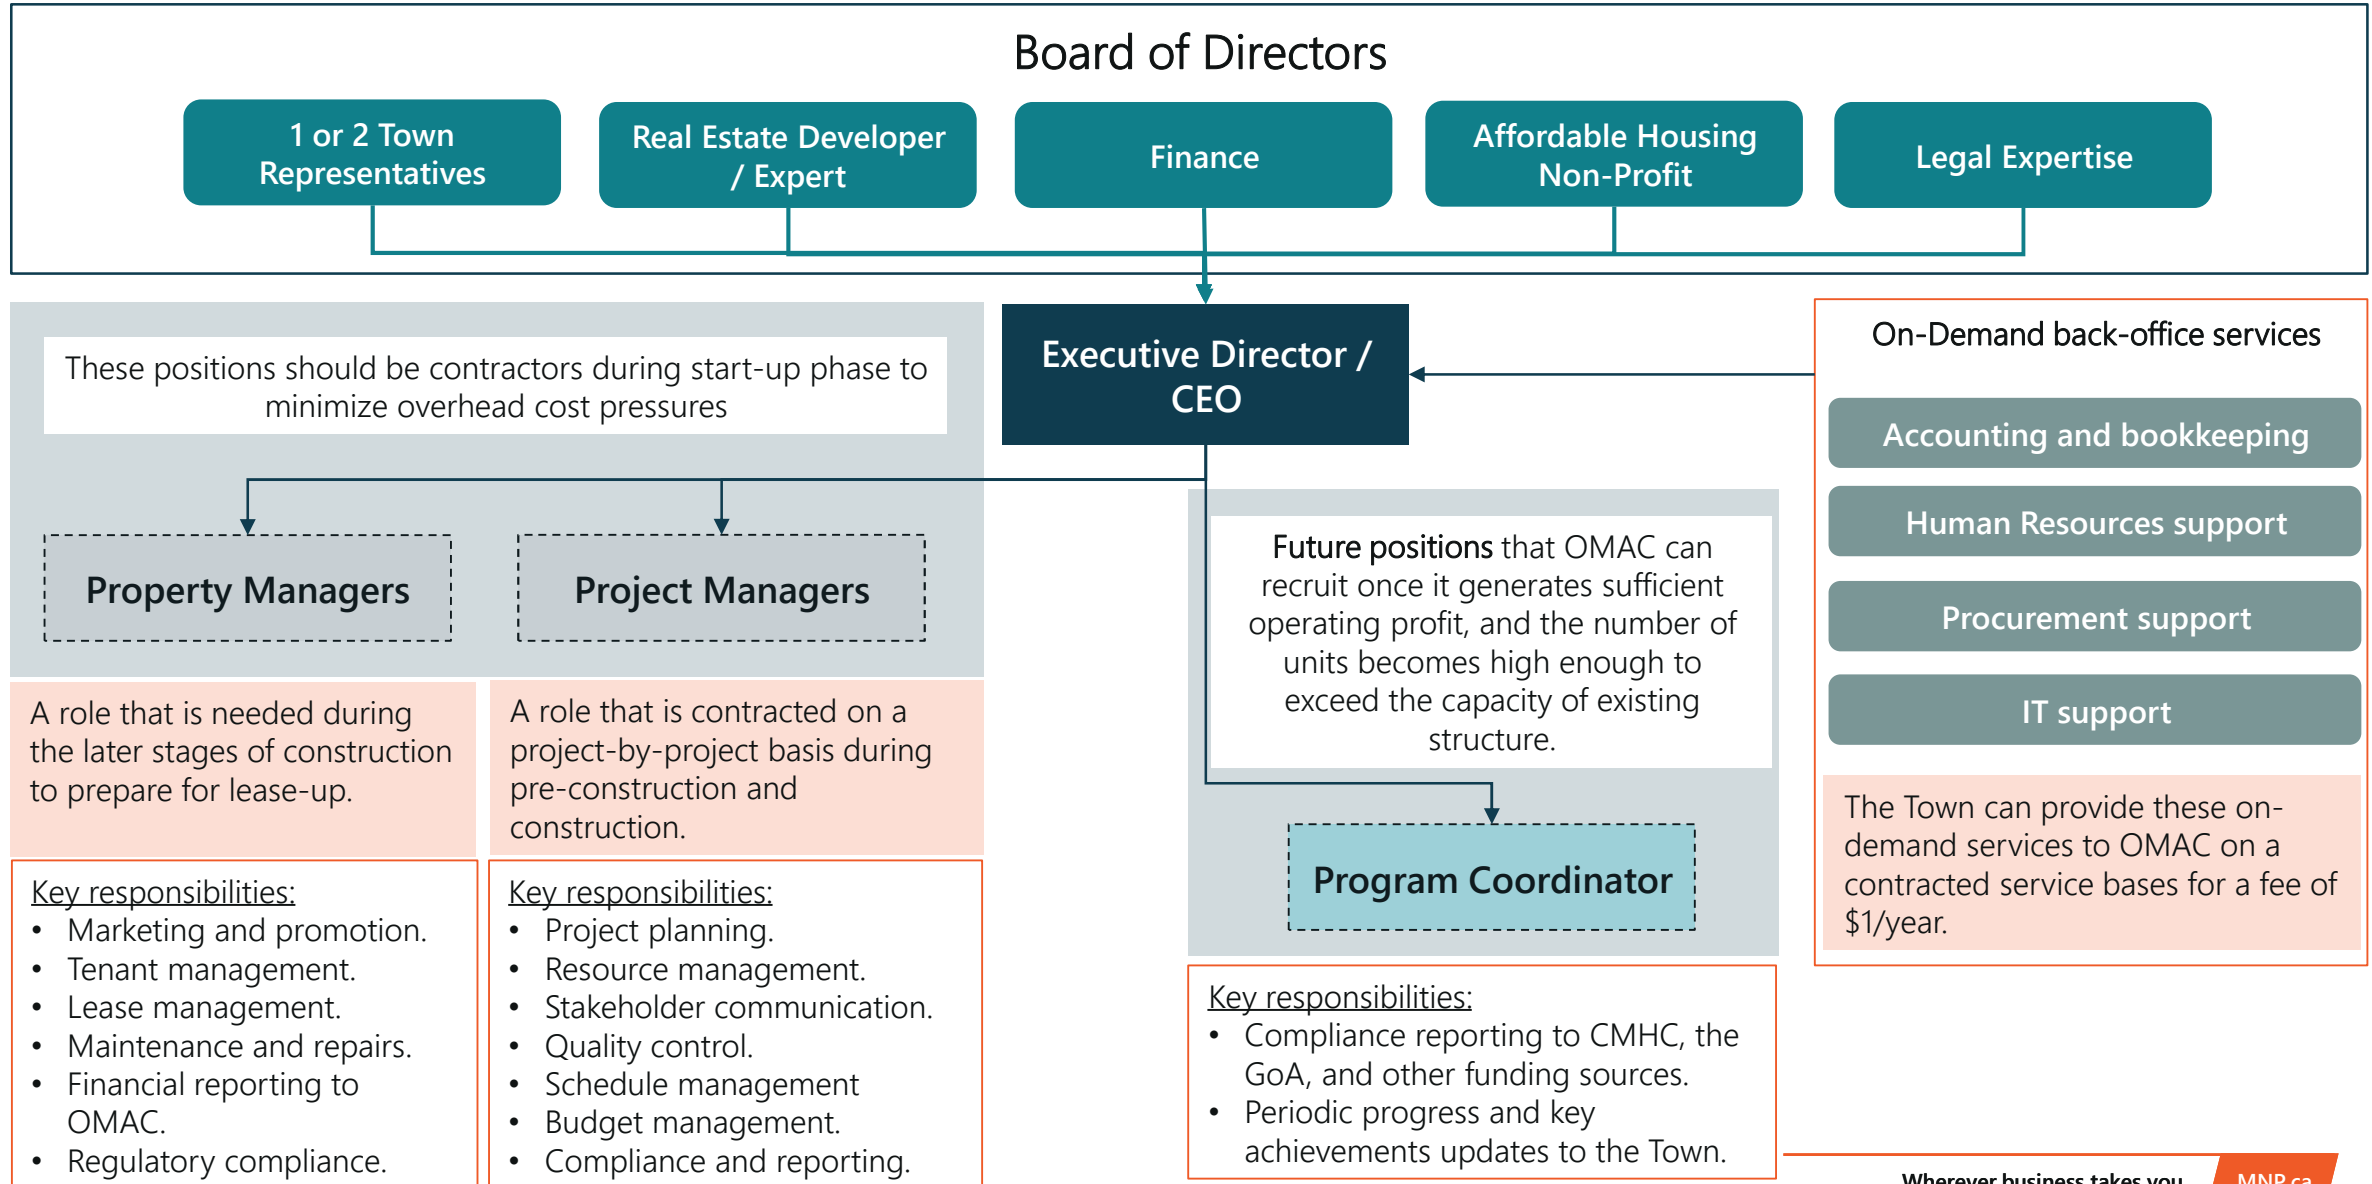 Board of Directors
1 or 2 Town
Representatives
Real Estate Developer
/ Expert
Finance
Affordable Housing
Non-Profit
Legal Expertise
These positions should be contractors during start-up phase to
minimize overhead cost pressures
Executive Director /
CEO
On-Demand back-office services
Accounting and bookkeeping
Human Resources support
Procurement support
IT support
The Town can provide these on-
demand services to OMAC on a
contracted service bases for a fee of
$1/year.
Property Managers
Project Managers
Future positions that OMAC can
recruit once it generates sufficient
operating profit, and the number of
units becomes high enough to
exceed the capacity of existing
structure.
Program Coordinator
A role that is needed during
the later stages of construction
to prepare for lease-up.
A role that is contracted on a
project-by-project basis during
pre-construction and
construction.
Key responsibilities:
• Marketing and promotion.
• Tenant management.
• Lease management.
• Maintenance and repairs.
• Financial reporting to
OMAC.
• Regulatory compliance.
Key responsibilities:
• Project planning.
• Resource management.
• Stakeholder communication.
• Quality control.
• Schedule management
• Budget management.
• Compliance and reporting.
Key responsibilities:
• Compliance reporting to CMHC, the
GoA, and other funding sources.
• Periodic progress and key
achievements updates to the Town.
Wherever business takes you
MNP.ca